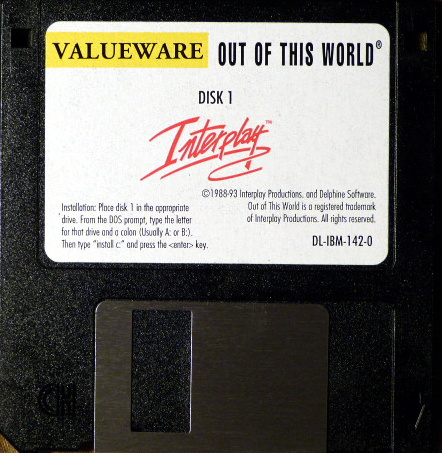 VALUEWARE OUT OF THIS WORLD®
DISK 1
Interplay™
©1988-93 Interplay Productions. and Delphine Software.
Out of This World is a registered trademark
of Interplay Productions. All rights reserved.
Installation: Place disk 1 in the appropriate
drive. From the DOS prompt, type the letter
for that drive and a colon (Usually A: or B:).
Then type "install c:" and press the <enter> key.
DL-IBM-142-0